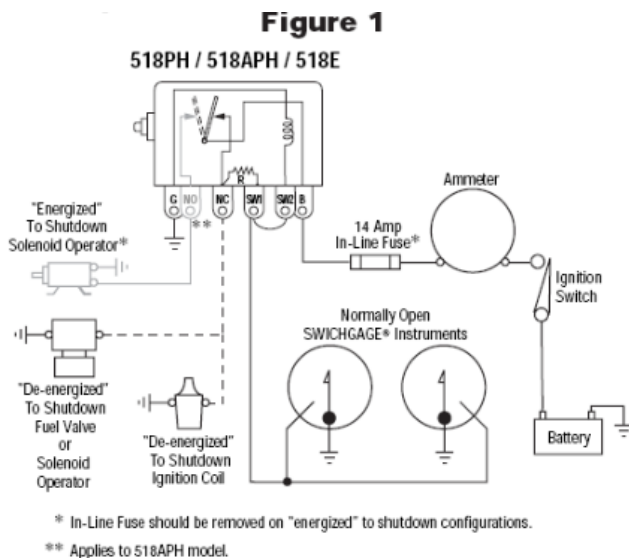 Figure 1
518PH / 518APH / 518E
R
G
NO
NC
SW1
SW2
B
**
"Energized"
To Shutdown
Solenoid Operator*
14 Amp
In-Line Fuse*
Ammeter
Ignition
Switch
Normally Open
SWICHGAGE® Instruments
"De-energized"
To Shutdown
Fuel Valve
or
Solenoid
Operator
"De-energized"
To Shutdown
Ignition Coil
Battery
* In-Line Fuse should be removed on "energized" to shutdown configurations.
** Applies to 518APH model.